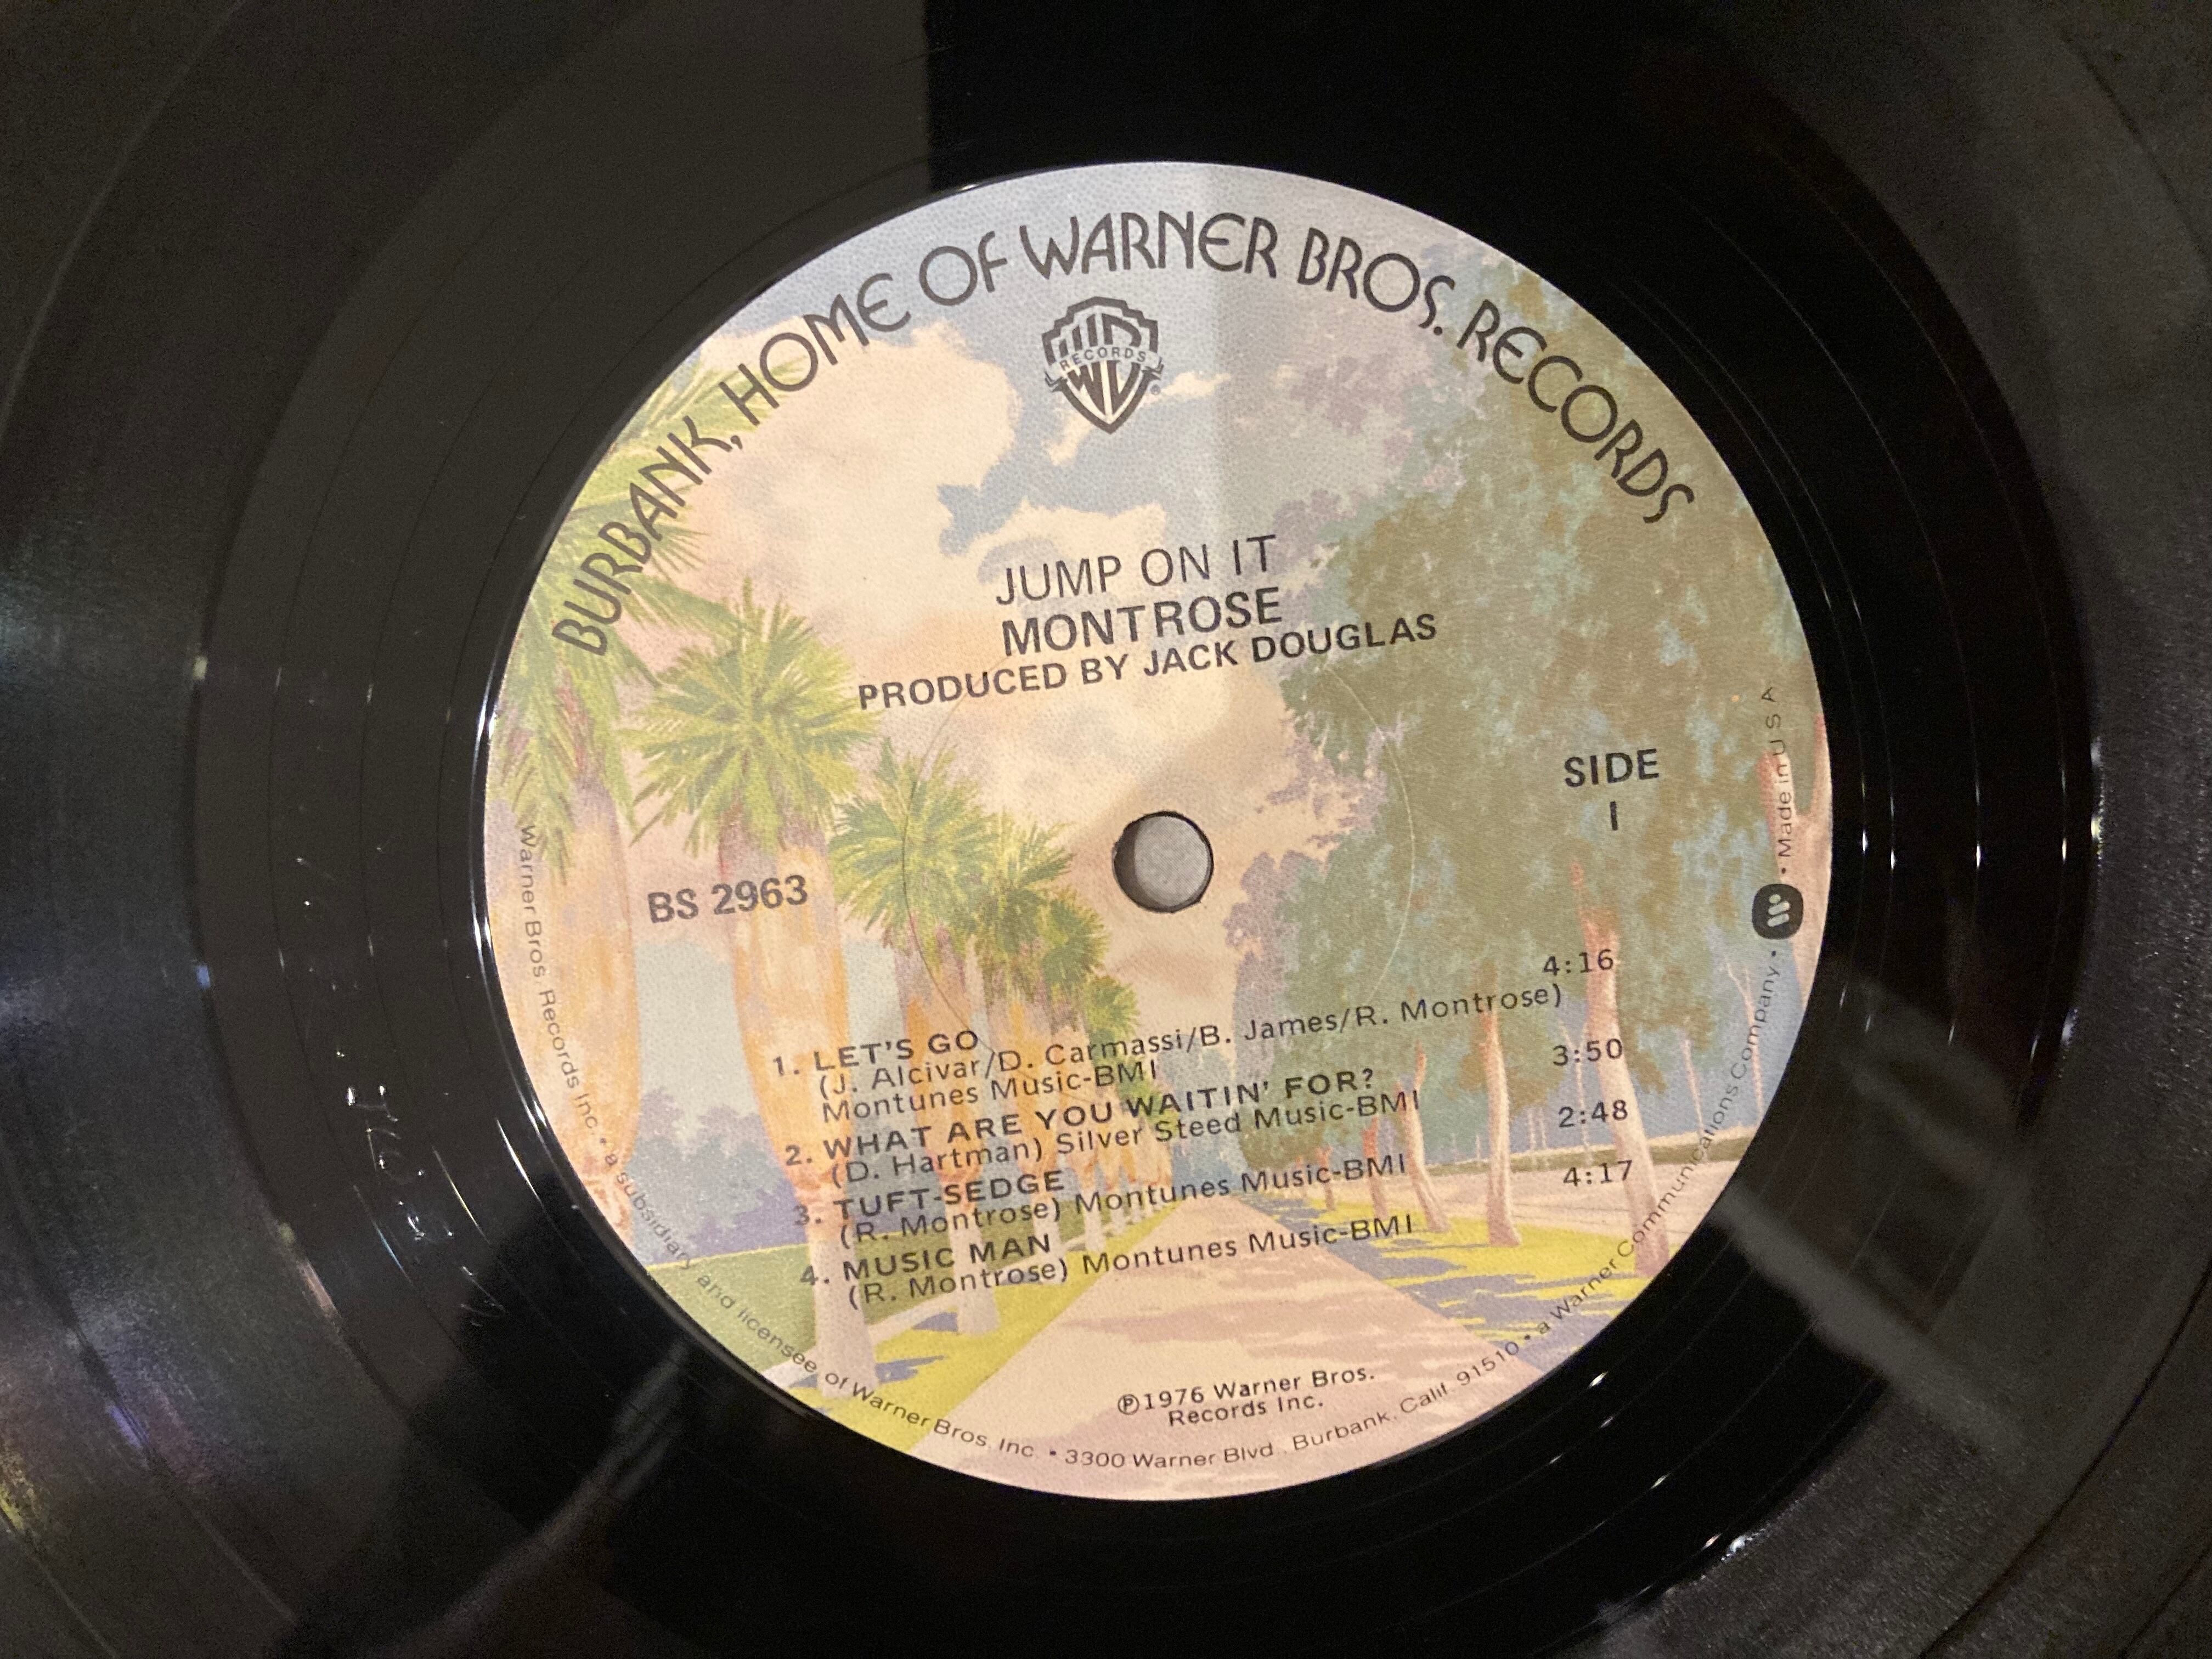 BURBANK, HOME OF WARNER BROS. RECORDS
RECORDS
JUMP ON IT
MONTROSE
PRODUCED BY JACK DOUGLAS
SIDE
I
BS 2963
1. LET'S GO 4:16
(J. Alcivar/D. Carmassi/B. James/R. Montrose)
Montunes Music-BMI
2. WHAT ARE YOU WAITIN' FOR? 3:50
(D. Hartman) Silver Steed Music-BMI
3. TUFT-SEDGE 2:48
(R. Montrose) Montunes Music-BMI
4. MUSIC MAN 4:17
(R. Montrose) Montunes Music-BMI
℗1976 Warner Bros.
Records Inc.
Warner Bros. Records Inc. • a subsidiary and licensee of Warner Bros. Inc. • 3300 Warner Blvd., Burbank, Calif. 91510 • a Warner Communications Company • Made in U S A